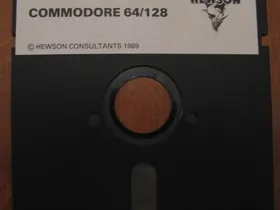 HEWSON
COMMODORE 64/128
© HEWSON CONSULTANTS 1989